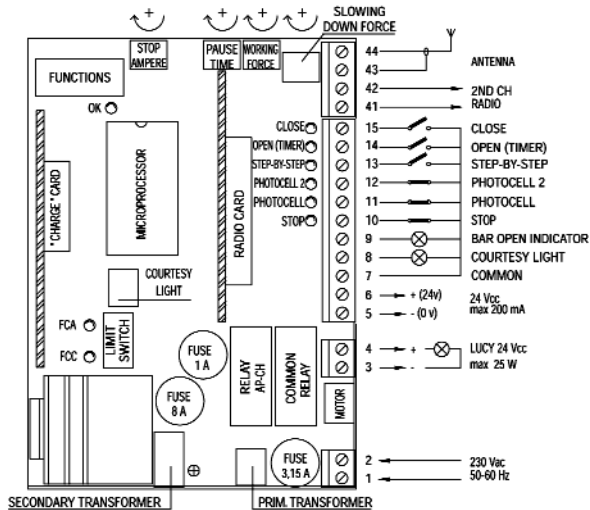 SLOWING
DOWN FORCE
STOP
AMPERE
PAUSE
TIME
WORKING
FORCE
FUNCTIONS
OK
"CHARGE" CARD
MICROPROCESSOR
RADIO CARD
CLOSE
OPEN (TIMER)
STEP-BY-STEP
PHOTOCELL 2
PHOTOCELL
STOP
COURTESY
LIGHT
FCA
FCC
LIMIT
SWITCH
FUSE
1 A
FUSE
8 A
RELAY
AP-CH
COMMON
RELAY
MOTOR
FUSE
3,15 A
SECONDARY TRANSFORMER
PRIM. TRANSFORMER
44
43
ANTENNA
42 2ND CH
41 RADIO
15 CLOSE
14 OPEN (TIMER)
13 STEP-BY-STEP
12 PHOTOCELL 2
11 PHOTOCELL
10 STOP
9 BAR OPEN INDICATOR
8 COURTESY LIGHT
7 COMMON
6 + (24v) 24 Vcc
5 - (0 v) max 200 mA
4 + LUCY 24 Vcc
3 - max 25 W
2 230 Vac
1 50-60 Hz